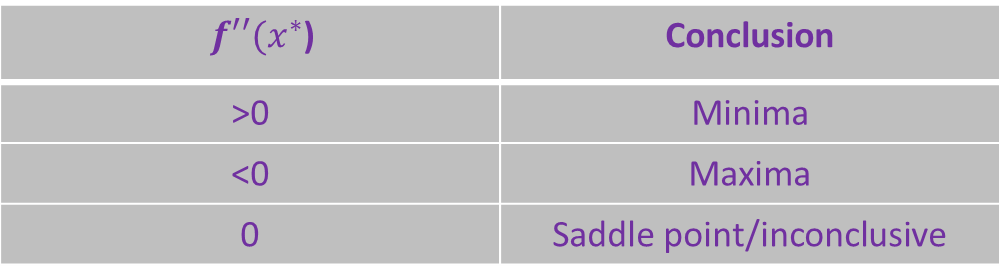 f''(x*) Conclusion
>0 Minima
<0 Maxima
0 Saddle point/inconclusive